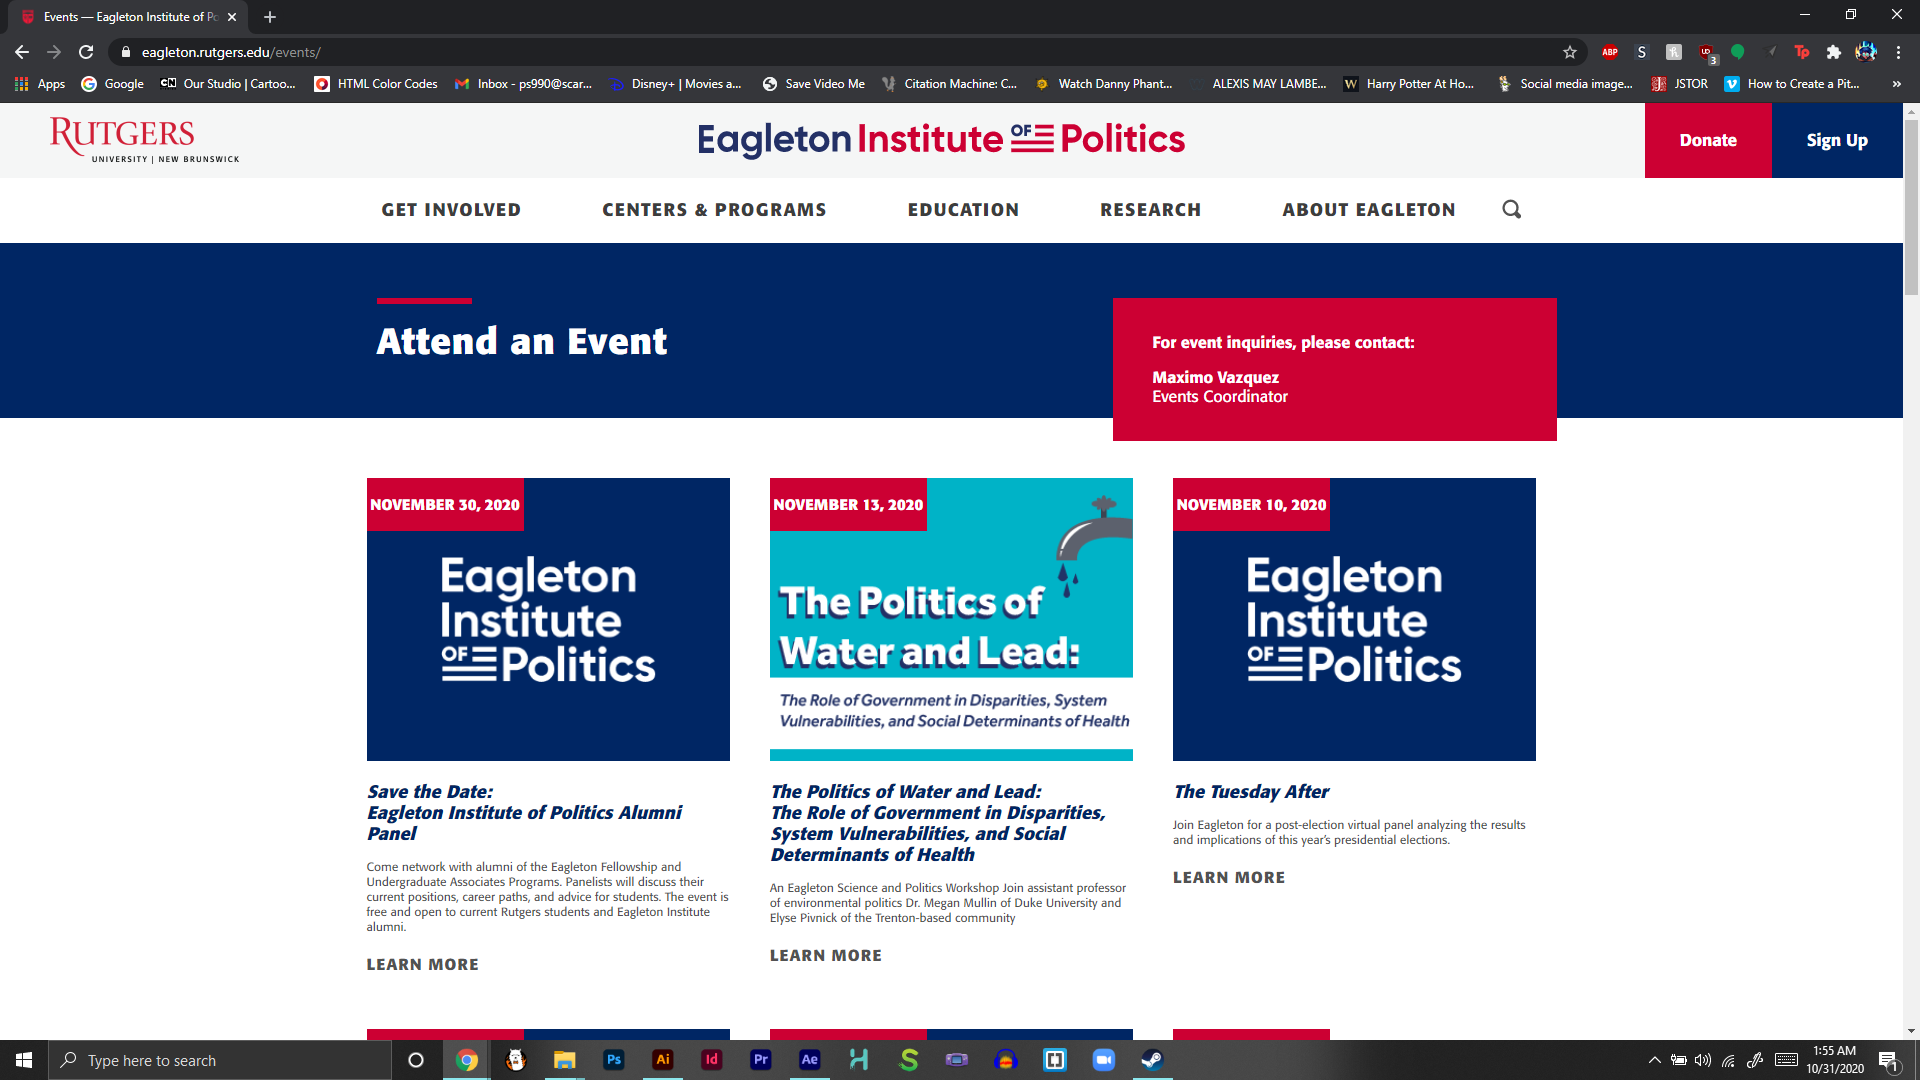 Events — Eagleton Institute of Po
eagleton.rutgers.edu/events/
ABP
S
3
Tp
Apps
Google
CN
Our Studio | Cartoo...
HTML Color Codes
Inbox - ps990@scar...
Disney+ | Movies a...
Save Video Me
Citation Machine: C...
Watch Danny Phant...
ALEXIS MAY LAMBE...
W
Harry Potter At Ho...
Social media image...
JSTOR
How to Create a Pit...
»
RUTGERS
UNIVERSITY | NEW BRUNSWICK
Eagleton Institute OF Politics
Donate
Sign Up
GET INVOLVED
CENTERS & PROGRAMS
EDUCATION
RESEARCH
ABOUT EAGLETON
Attend an Event
For event inquiries, please contact:
Maximo Vazquez
Events Coordinator
NOVEMBER 30, 2020
Eagleton
Institute
OF Politics
Save the Date:
Eagleton Institute of Politics Alumni
Panel
Come network with alumni of the Eagleton Fellowship and
Undergraduate Associates Programs. Panelists will discuss their
current positions, career paths, and advice for students. The event is
free and open to current Rutgers students and Eagleton Institute
alumni.
LEARN MORE
NOVEMBER 13, 2020
The Politics of
Water and Lead:
The Role of Government in Disparities, System
Vulnerabilities, and Social Determinants of Health
The Politics of Water and Lead:
The Role of Government in Disparities,
System Vulnerabilities, and Social
Determinants of Health
An Eagleton Science and Politics Workshop Join assistant professor
of environmental politics Dr. Megan Mullin of Duke University and
Elyse Pivnick of the Trenton-based community
LEARN MORE
NOVEMBER 10, 2020
Eagleton
Institute
OF Politics
The Tuesday After
Join Eagleton for a post-election virtual panel analyzing the results
and implications of this year's presidential elections.
LEARN MORE
Type here to search
Ps
Ai
Id
Pr
Ae
1:55 AM
10/31/2020
1